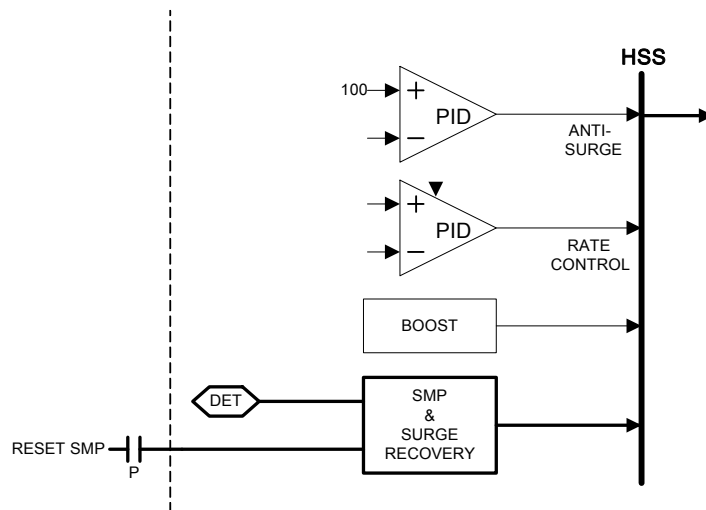 HSS
100
+
PID
−
ANTI-
SURGE
+
PID
−
RATE
CONTROL
BOOST
DET
SMP
&
SURGE
RECOVERY
RESET SMP
P